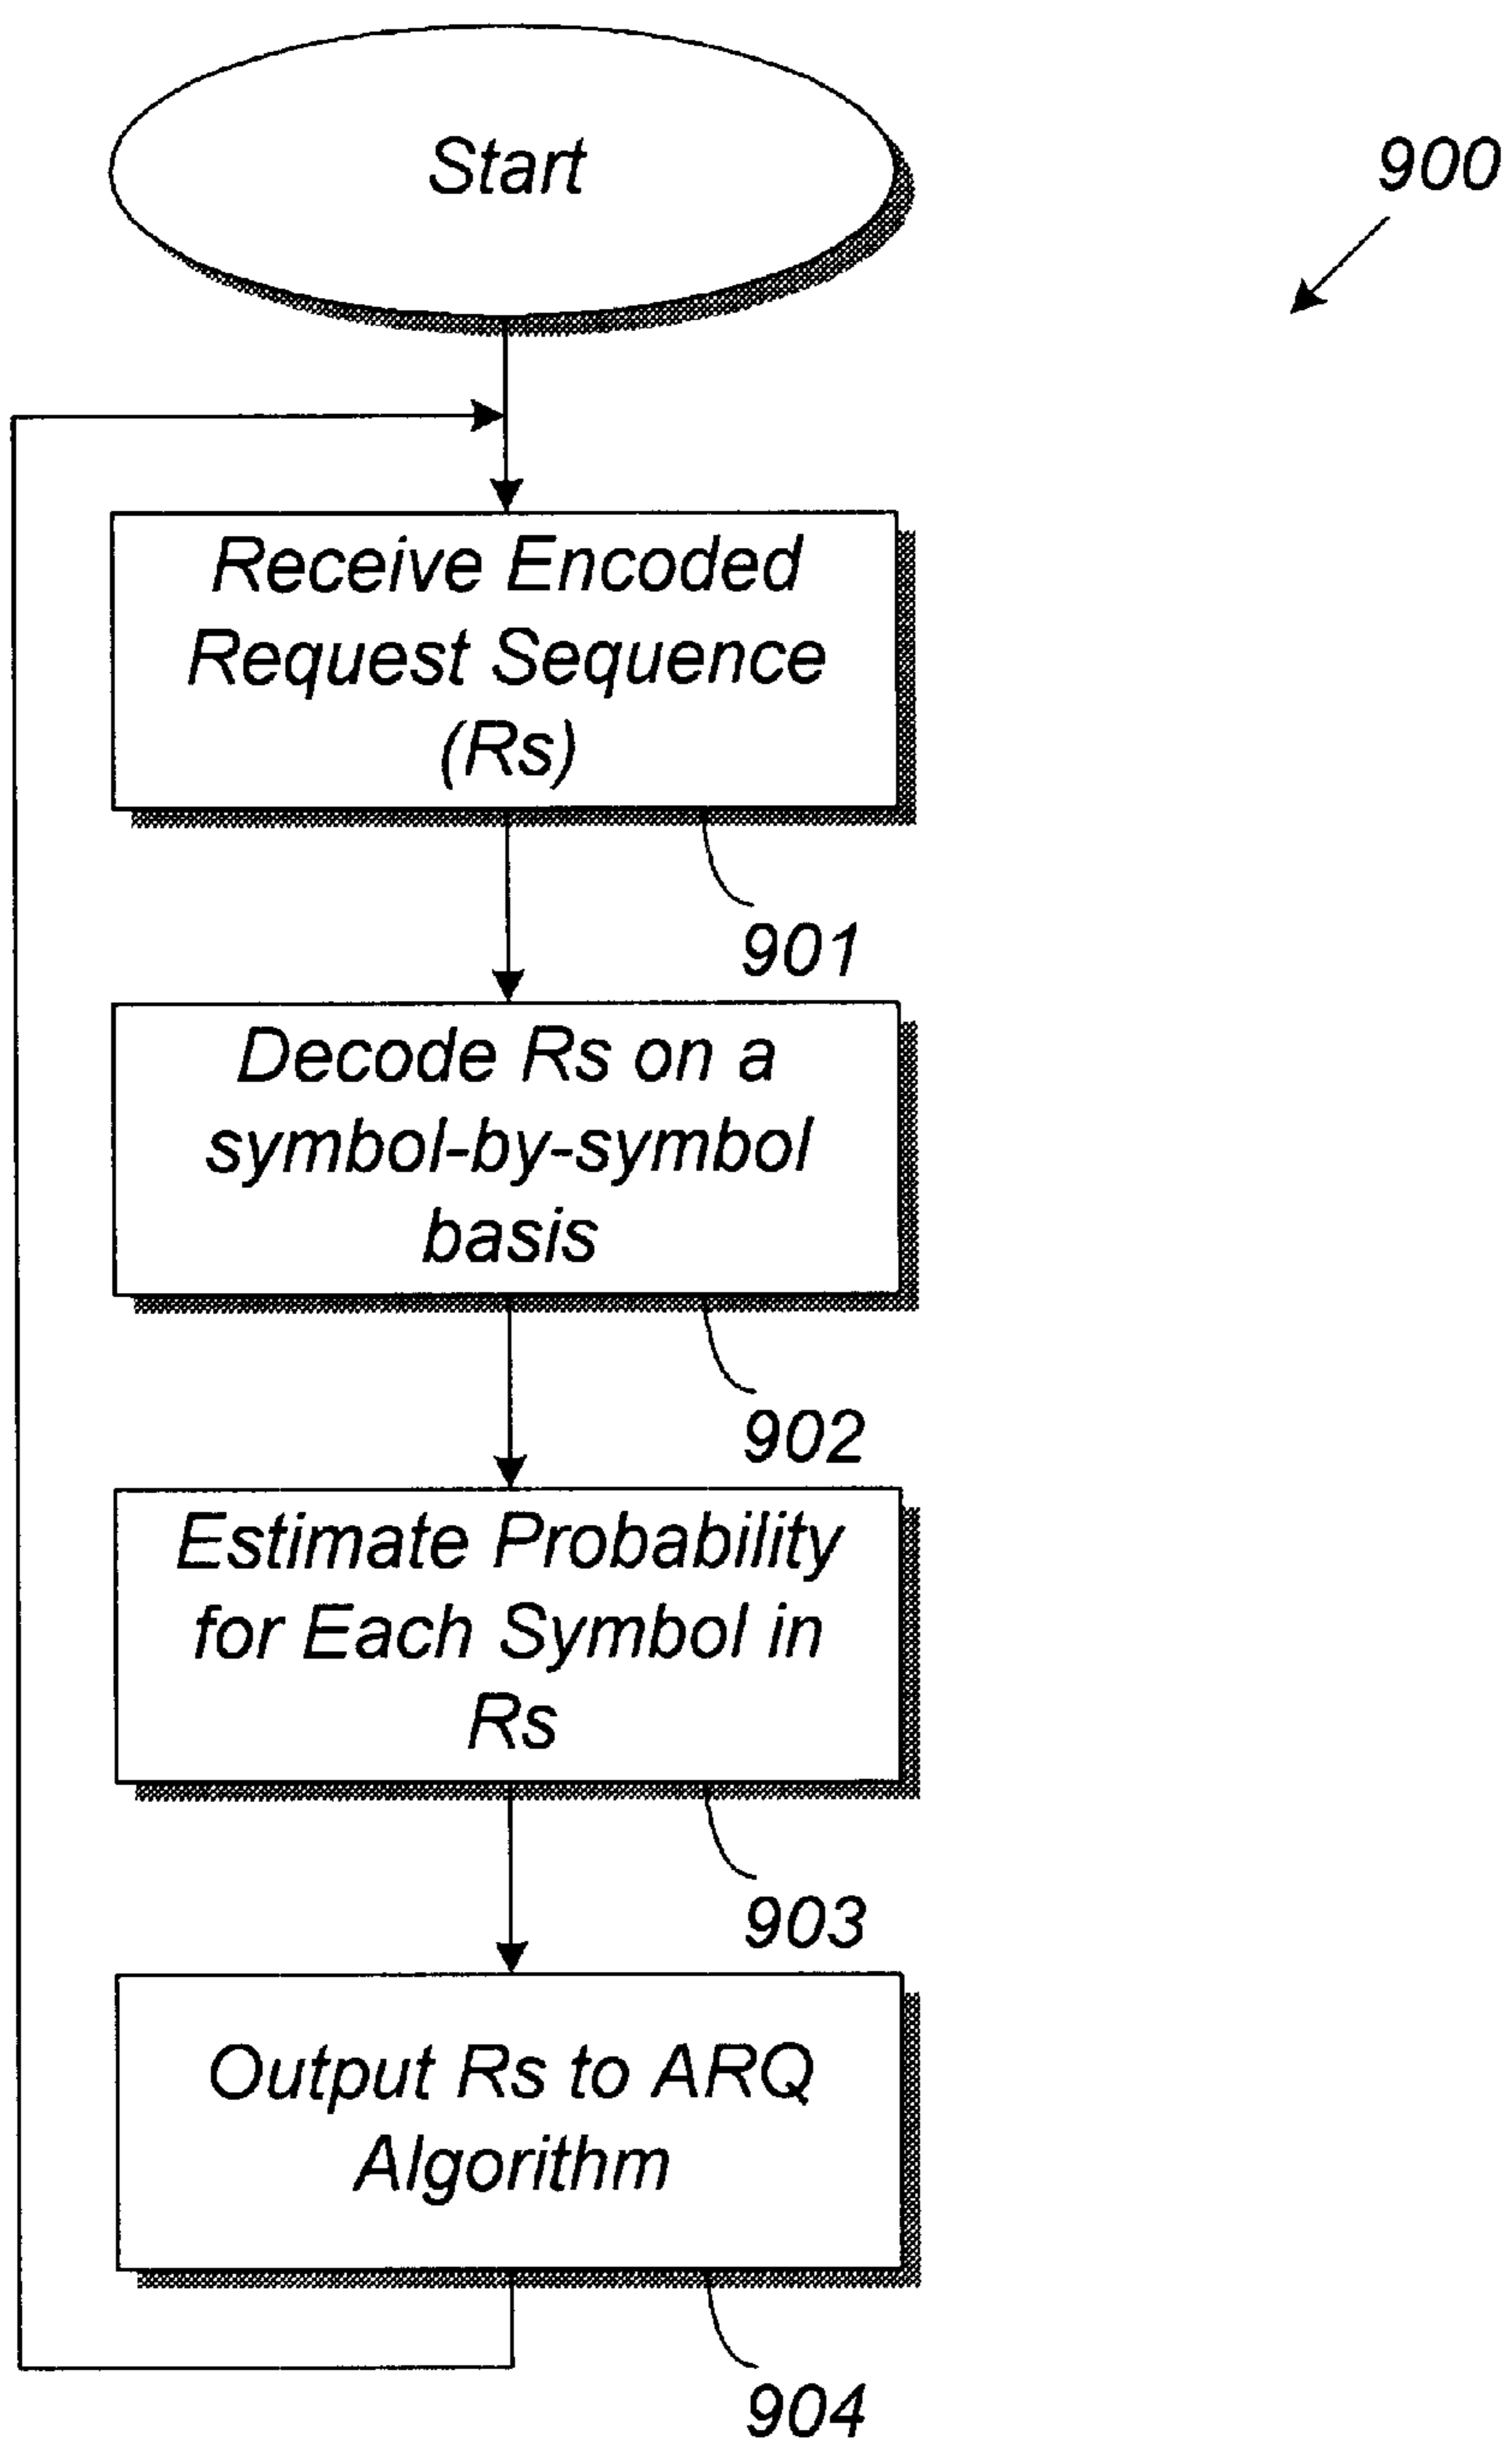 Start
900
Receive Encoded
Request Sequence
(Rs)
901
Decode Rs on a
symbol-by-symbol
basis
902
Estimate Probability
for Each Symbol in
Rs
903
Output Rs to ARQ
Algorithm
904